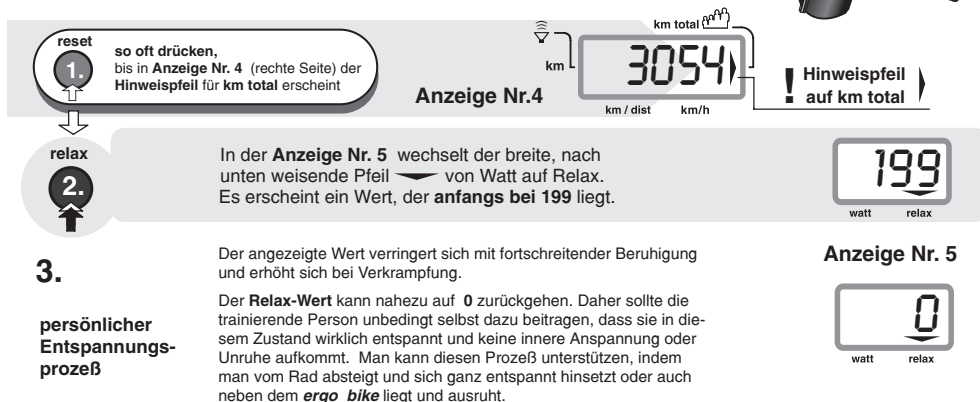 reset
1.
so oft drücken,
bis in Anzeige Nr. 4 (rechte Seite) der
Hinweispfeil für km total erscheint
Anzeige Nr.4
km total
km
3054
km / dist km/h
! Hinweispfeil
auf km total
relax
2.
In der Anzeige Nr. 5 wechselt der breite, nach
unten weisende Pfeil von Watt auf Relax.
Es erscheint ein Wert, der anfangs bei 199 liegt.
199
watt relax
Anzeige Nr. 5
3.
persönlicher
Entspannungs-
prozeß
Der angezeigte Wert verringert sich mit fortschreitender Beruhigung
und erhöht sich bei Verkrampfung.
Der Relax-Wert kann nahezu auf 0 zurückgehen. Daher sollte die
trainierende Person unbedingt selbst dazu beitragen, dass sie in die-
sem Zustand wirklich entspannt und keine innere Anspannung oder
Unruhe aufkommt. Man kann diesen Prozeß unterstützen, indem
man vom Rad absteigt und sich ganz entspannt hinsetzt oder auch
neben dem ergo_bike liegt und ausruht.
0
watt relax